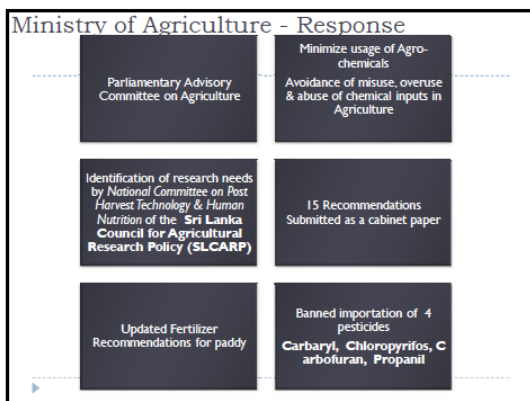 Ministry of Agriculture - Response
Parliamentary Advisory
Committee on Agriculture
Minimize usage of Agro-
chemicals
Avoidance of misuse, overuse
& abuse of chemical inputs in
Agriculture
Identification of research needs
by National Committee on Post
Harvest Technology & Human
Nutrition of the Sri Lanka
Council for Agricultural
Research Policy (SLCARP)
15 Recommendations
Submitted as a cabinet paper
Updated Fertilizer
Recommendations for paddy
Banned importation of 4
pesticides
Carbaryl, Chloropyrifos, C
arbofuran, Propanil